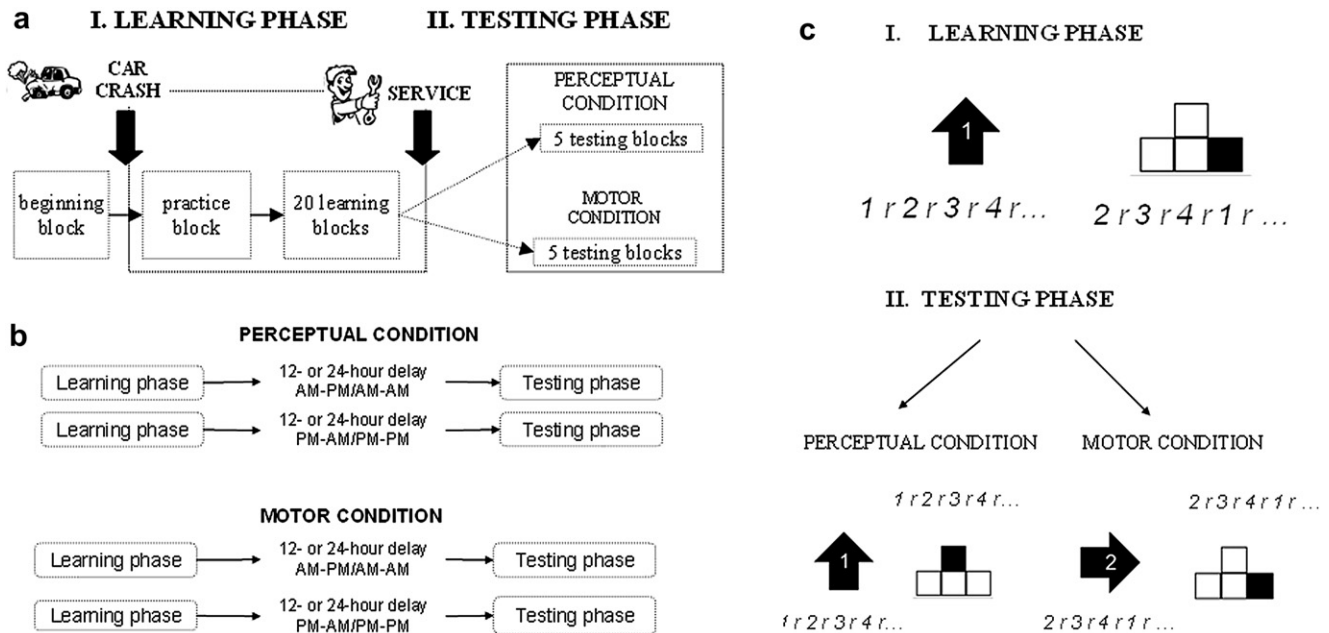 a
I. LEARNING PHASE
II. TESTING PHASE
CAR
CRASH
SERVICE
beginning
block
practice
block
20 learning
blocks
PERCEPTUAL
CONDITION
5 testing blocks
MOTOR
CONDITION
5 testing blocks
b
PERCEPTUAL CONDITION
Learning phase
12- or 24-hour delay
AM-PM/AM-AM
Testing phase
Learning phase
12- or 24-hour delay
PM-AM/PM-PM
Testing phase
MOTOR CONDITION
Learning phase
12- or 24-hour delay
AM-PM/AM-AM
Testing phase
Learning phase
12- or 24-hour delay
PM-AM/PM-PM
Testing phase
c
I. LEARNING PHASE
1
1 r 2 r 3 r 4 r...
2 r 3 r 4 r 1 r ...
II. TESTING PHASE
PERCEPTUAL CONDITION
1 r 2 r 3 r 4 r...
1
1 r 2 r 3 r 4 r...
MOTOR CONDITION
2 r 3 r 4 r 1 r ...
2
2 r 3 r 4 r 1 r ...